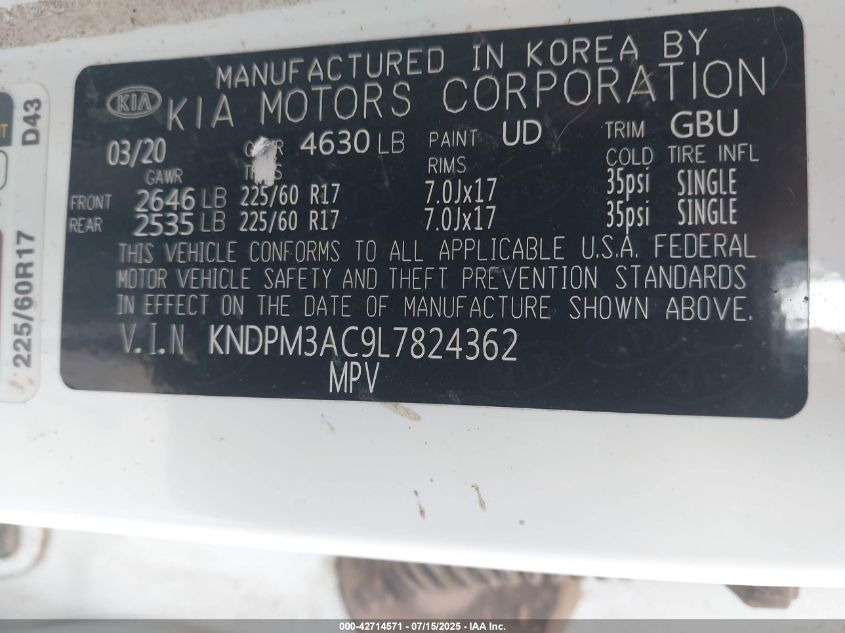 MANUFACTURED IN KOREA BY
KIA KIA MOTORS CORPORATION
03/20 4630 LB PAINT UD TRIM GBU
GAWR RIMS COLD TIRE INFL
FRONT 2646 LB 225/60 R17 7.0Jx17 35psi SINGLE
REAR 2535 LB 225/60 R17 7.0Jx17 35psi SINGLE
THIS VEHICLE CONFORMS TO ALL APPLICABLE U.S.A. FEDERAL
MOTOR VEHICLE SAFETY AND THEFT PREVENTION STANDARDS
IN EFFECT ON THE DATE OF MANUFACTURE SHOWN ABOVE.
V.I.N KNDPM3AC9L7824362
MPV
D43
225/60R17
000-42714571 - 07/15/2025 - IAA Inc.